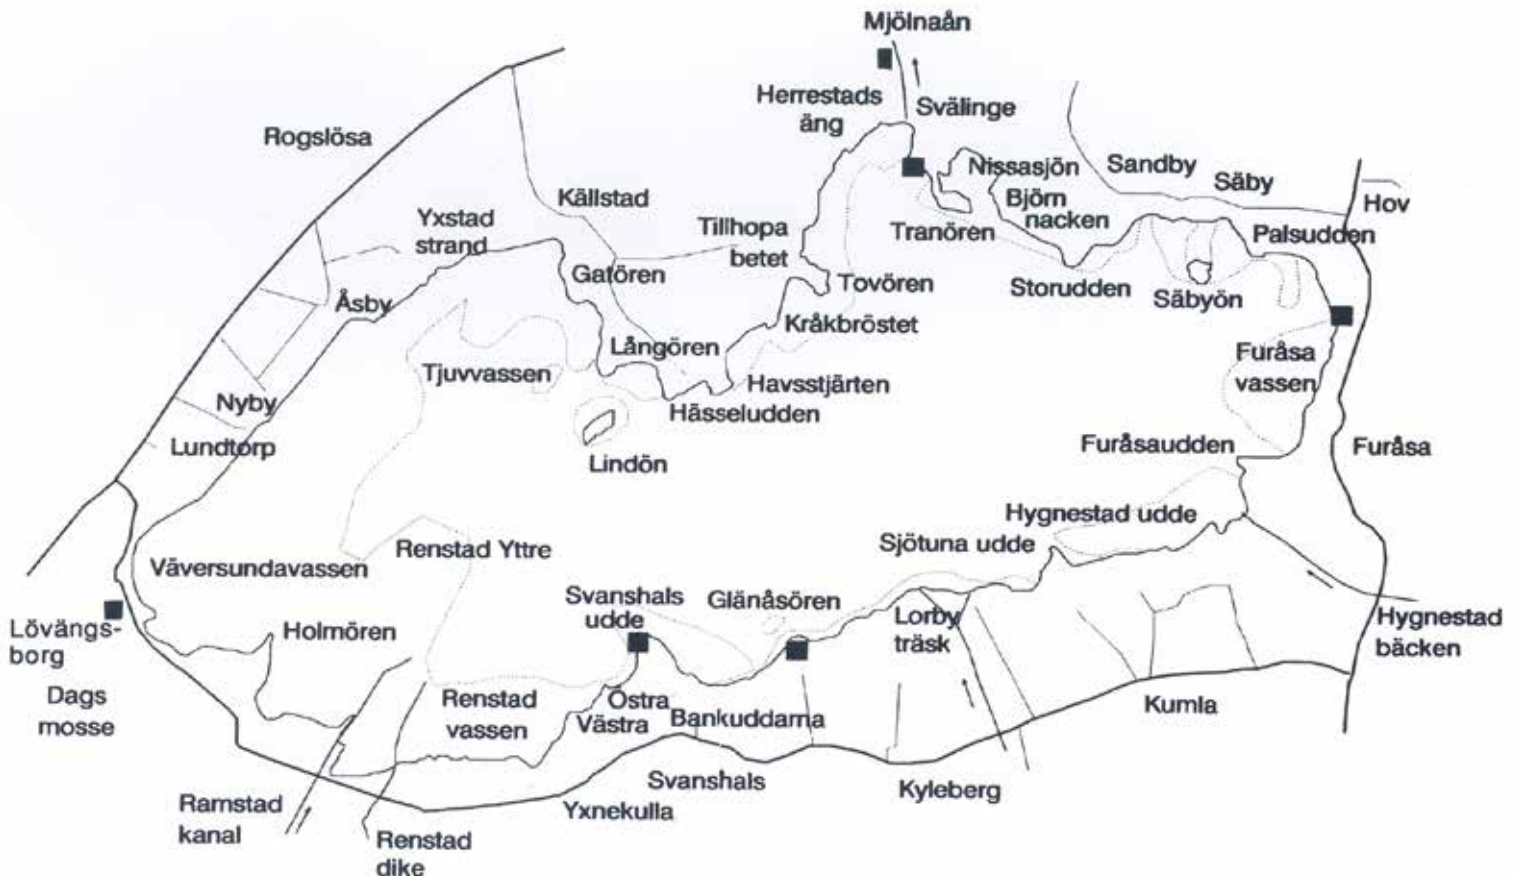 Mjölnaån
Herrestads
äng
Svälinge
Rogslösa
Nissasjön
Sandby
Säby
Hov
Källstad
Björn
nacken
Yxstad
strand
Tillhopa
betet
Tranören
Palsudden
Gatören
Tovören
Storudden
Säbyön
Åsby
Kråkbröstet
Långören
Furåsa
vassen
Tjuvvassen
Havsstjärten
Nyby
Hässeludden
Lundtorp
Lindön
Furåsaudden
Furåsa
Hygnestad udde
Sjötuna udde
Renstad Yttre
Väversundavassen
Svanshals
udde
Glänåsören
Lövängs-
borg
Holmören
Lorby
träsk
Hygnestad
bäcken
Dags
mosse
Renstad
vassen
Östra
Västra
Bankuddarna
Kumla
Svanshals
Kyleberg
Ramstad
kanal
Yxnekulla
Renstad
dike